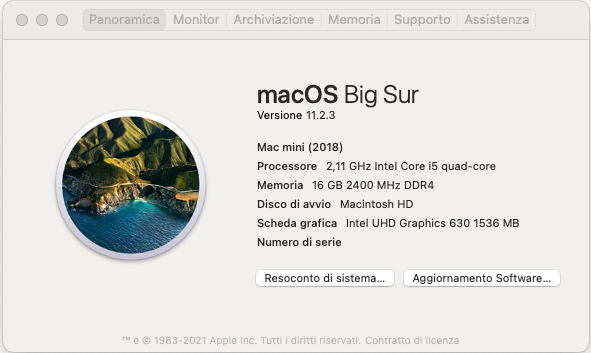 Panoramica Monitor Archiviazione Memoria Supporto Assistenza
macOS Big Sur
Versione 11.2.3
Mac mini (2018)
Processore 2,11 GHz Intel Core i5 quad-core
Memoria 16 GB 2400 MHz DDR4
Disco di avvio Macintosh HD
Scheda grafica Intel UHD Graphics 630 1536 MB
Numero di serie
Resoconto di sistema... Aggiornamento Software...
™ e © 1983-2021 Apple Inc. Tutti i diritti riservati. Contratto di licenza